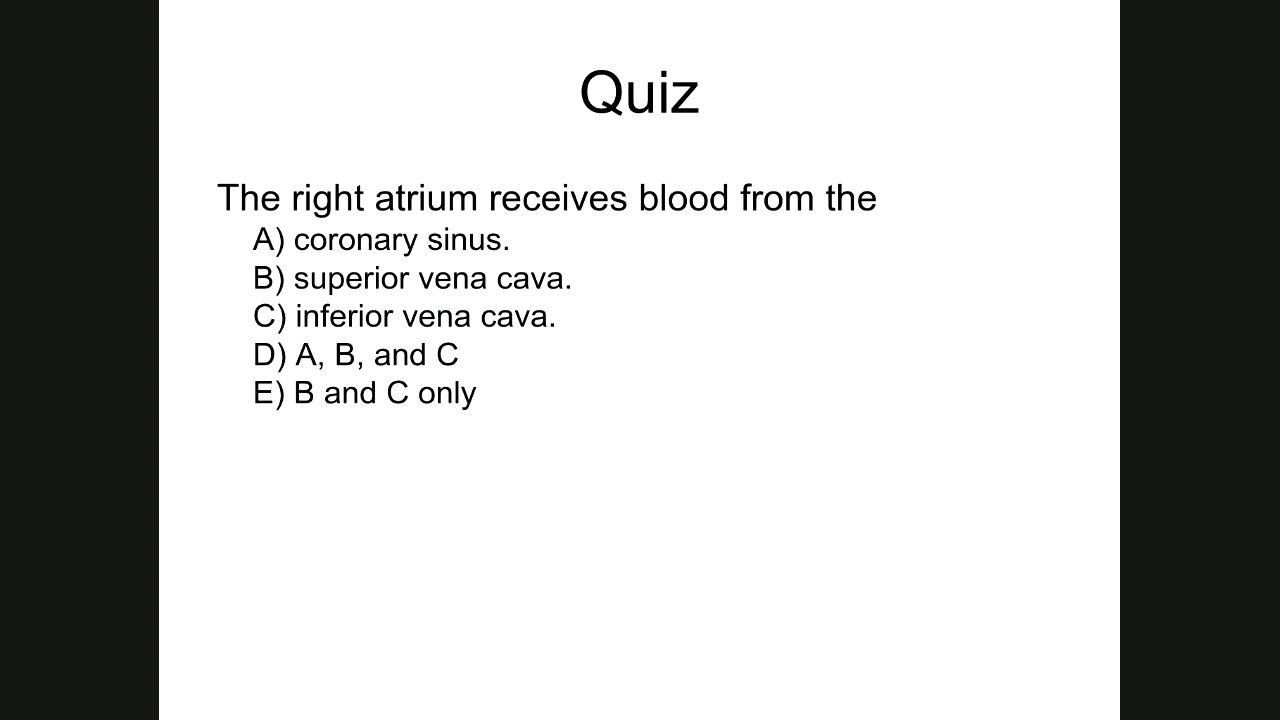 Quiz
The right atrium receives blood from the
A) coronary sinus.
B) superior vena cava.
C) inferior vena cava.
D) A, B, and C
E) B and C only